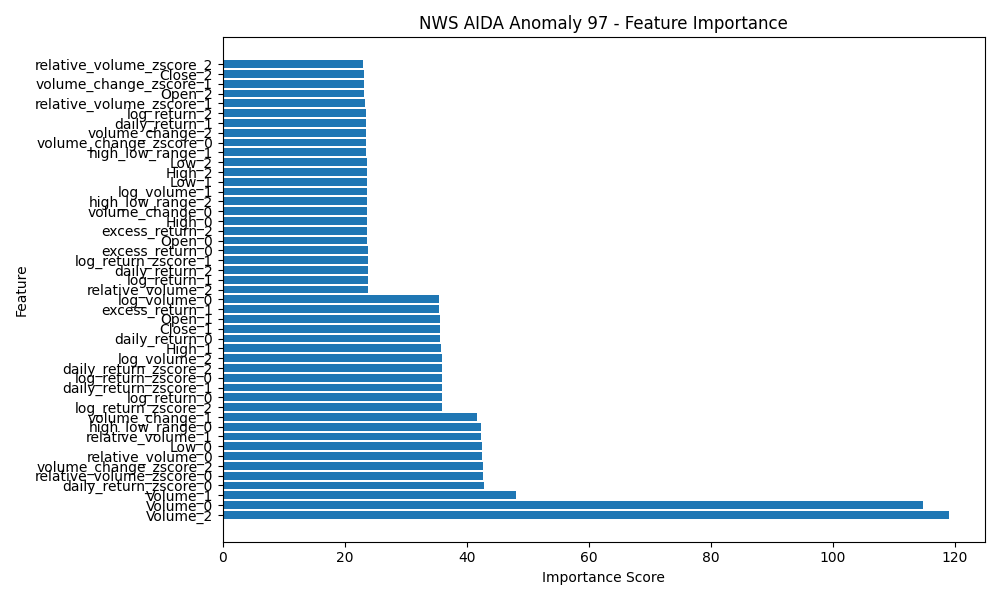 NWS AIDA Anomaly 97 - Feature Importance
relative_volume_zscore_2
Close_2
volume_change_zscore_1
Open_2
relative_volume_zscore_1
log_return_2
daily_return_1
volume_change_2
volume_change_zscore_0
high_low_range_1
Low_2
High_2
Low_1
log_volume_1
high_low_range_2
volume_change_0
High_0
excess_return_2
Open_0
excess_return_0
log_return_zscore_1
daily_return_2
log_return_1
relative_volume_2
log_volume_0
excess_return_1
Open_1
Close_1
daily_return_0
High_1
log_volume_2
daily_return_zscore_2
log_return_zscore_0
daily_return_zscore_1
log_return_0
log_return_zscore_2
volume_change_1
high_low_range_0
relative_volume_1
Low_0
relative_volume_0
volume_change_zscore_2
relative_volume_zscore_0
daily_return_zscore_0
Volume_1
Volume_0
Volume_2
Feature
0 20 40 60 80 100 120
Importance Score